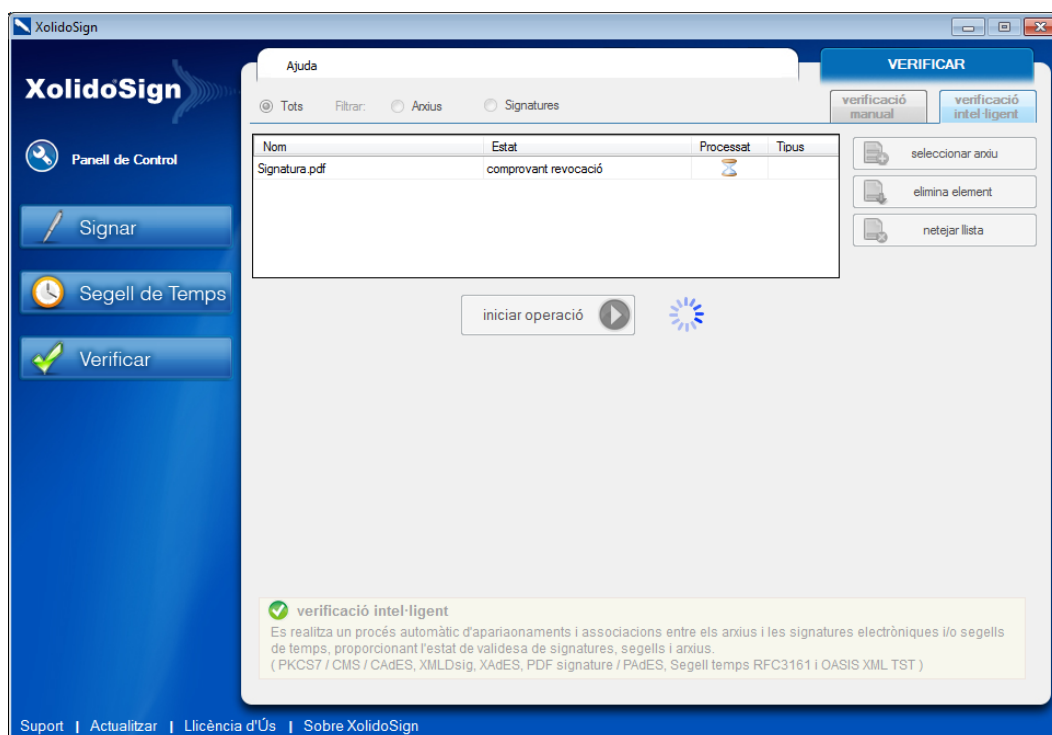 XolidoSign
XolidoSign
Ajuda
VERIFICAR
Tots Filtrar: Arxius Signatures
verificació manual
verificació intel·ligent
Panell de Control
Nom Estat Processat Tipus
Signatura.pdf comprovant revocació
seleccionar arxiu
elimina element
netejar llista
Signar
Segell de Temps
Verificar
iniciar operació
verificació intel·ligent
Es realitza un procés automàtic d'apariaonaments i associacions entre els arxius i les signatures electròniques i/o segells
de temps, proporcionant l'estat de validesa de signatures, segells i arxius.
( PKCS7 / CMS / CAdES, XMLDsig, XAdES, PDF signature / PAdES, Segell temps RFC3161 i OASIS XML TST )
Suport | Actualitzar | Llicència d'Ús | Sobre XolidoSign